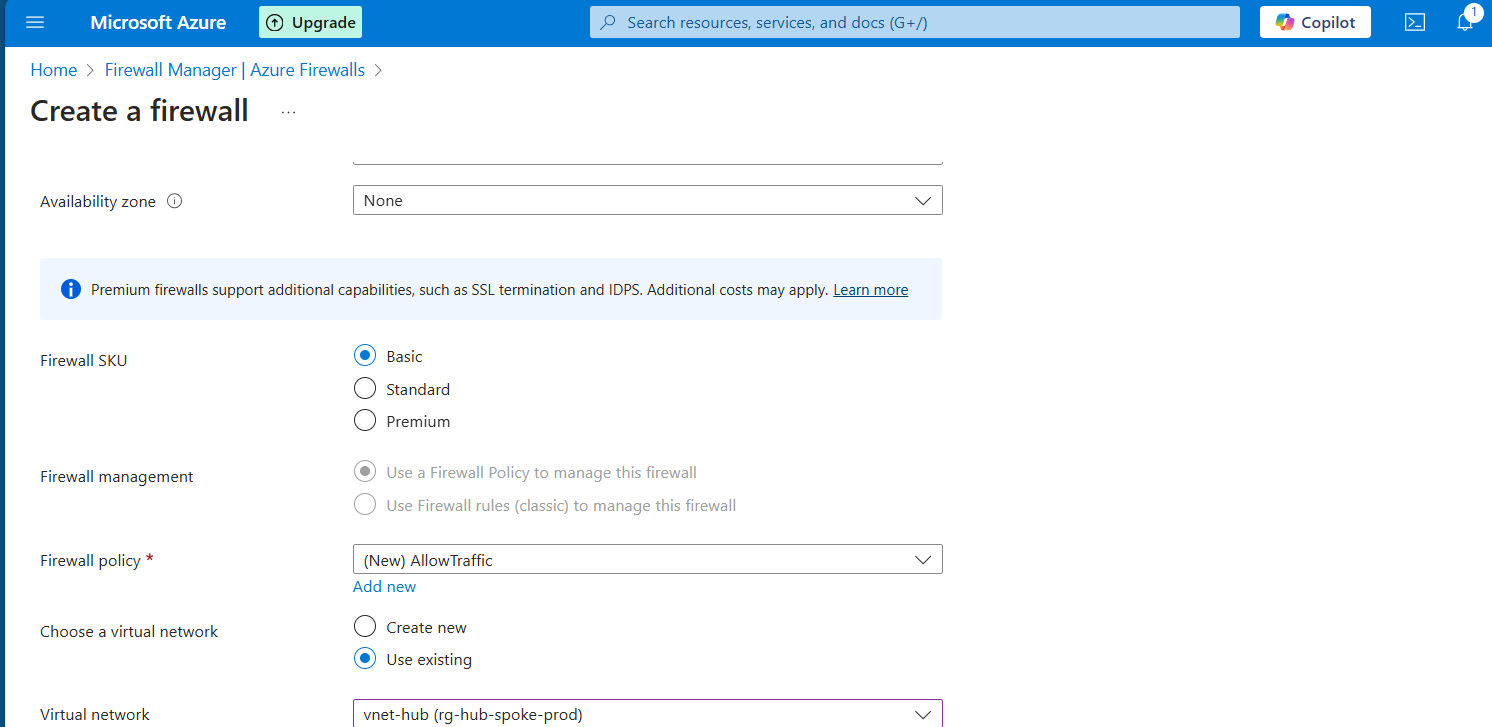 Microsoft Azure
Upgrade
Search resources, services, and docs (G+/)
Copilot
1
Home > Firewall Manager | Azure Firewalls >
Create a firewall ...
Availability zone
None
Premium firewalls support additional capabilities, such as SSL termination and IDPS. Additional costs may apply. Learn more
Firewall SKU
Basic
Standard
Premium
Firewall management
Use a Firewall Policy to manage this firewall
Use Firewall rules (classic) to manage this firewall
Firewall policy *
(New) AllowTraffic
Add new
Choose a virtual network
Create new
Use existing
Virtual network
vnet-hub (rg-hub-spoke-prod)